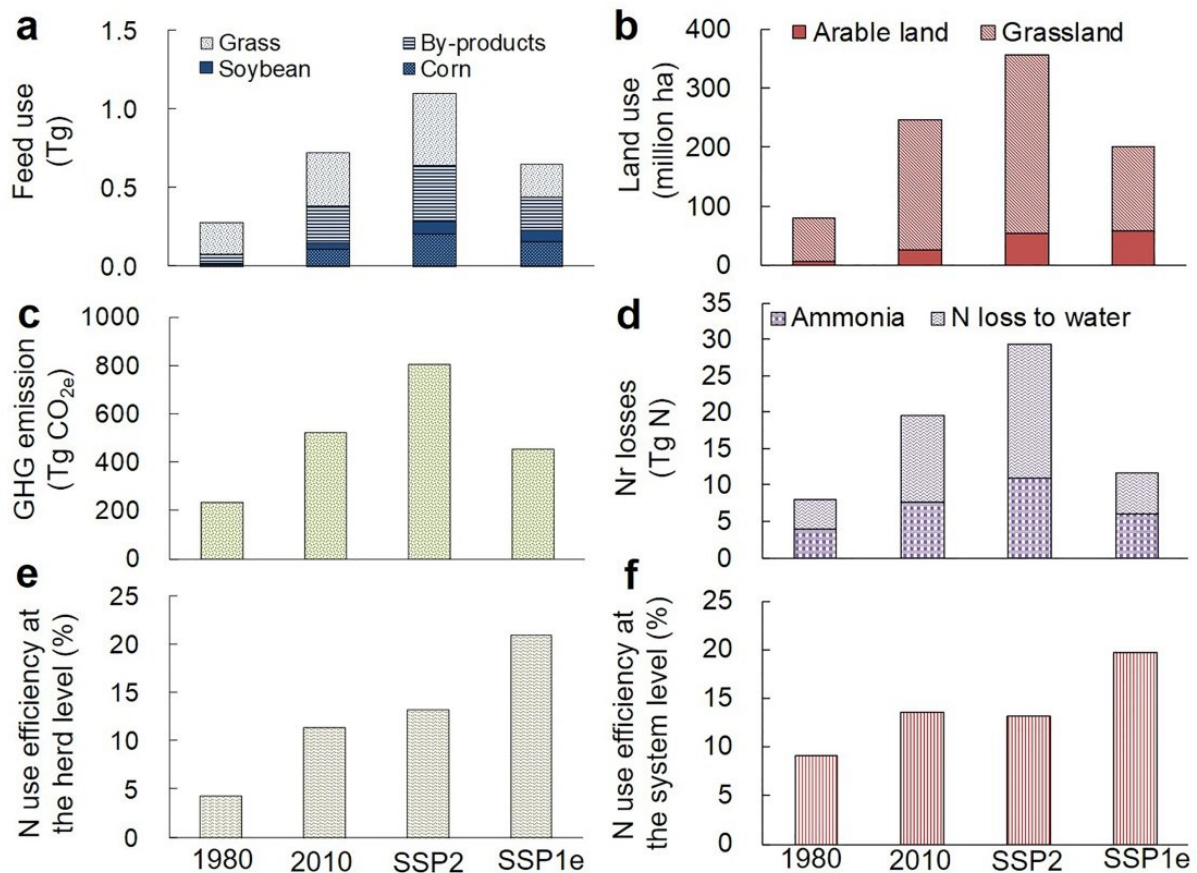 a
1.5
Grass
By-products
Soybean
Corn
1.0
0.5
0.0
Feed use
(Tg)
b
400
Arable land
Grassland
300
200
100
0
Land use
(million ha)
c
1000
800
600
400
200
0
GHG emission
(Tg CO2e)
d
35
Ammonia
N loss to water
30
25
20
15
10
5
0
Nr losses
(Tg N)
e
25
20
15
10
5
0
N use efficiency at
the herd level (%)
1980
2010
SSP2
SSP1e
f
25
20
15
10
5
0
N use efficiency at
the system level (%)
1980
2010
SSP2
SSP1e